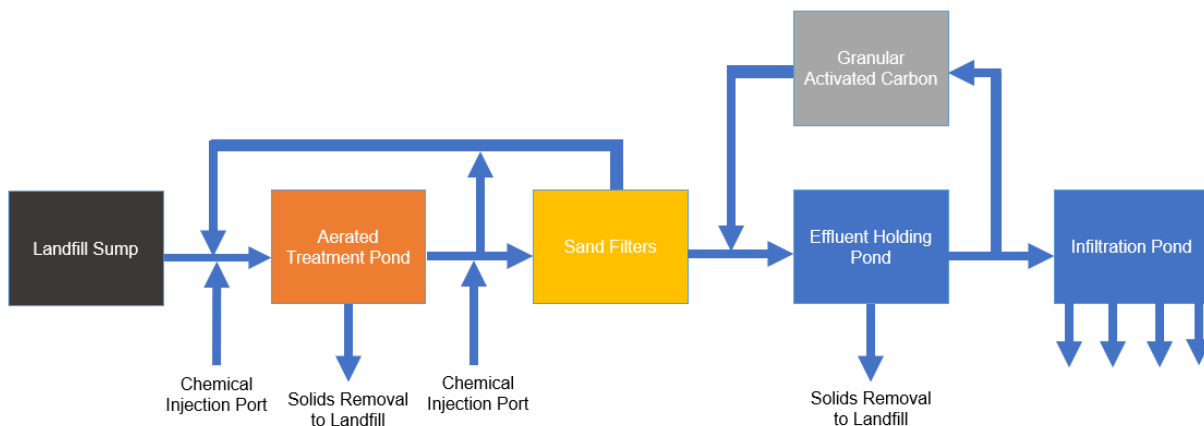 Granular
Activated Carbon
Landfill Sump
Aerated
Treatment Pond
Sand Filters
Effluent Holding
Pond
Infiltration Pond
Chemical
Injection Port
Solids Removal
to Landfill
Chemical
Injection Port
Solids Removal
to Landfill